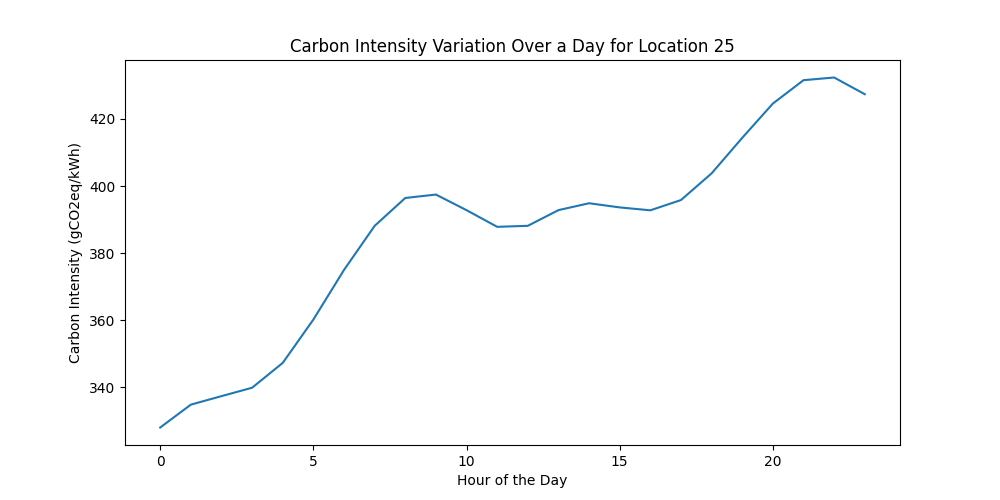 Carbon Intensity Variation Over a Day for Location 25
Carbon Intensity (gCO2eq/kWh)
420
400
380
360
340
0 5 10 15 20
Hour of the Day